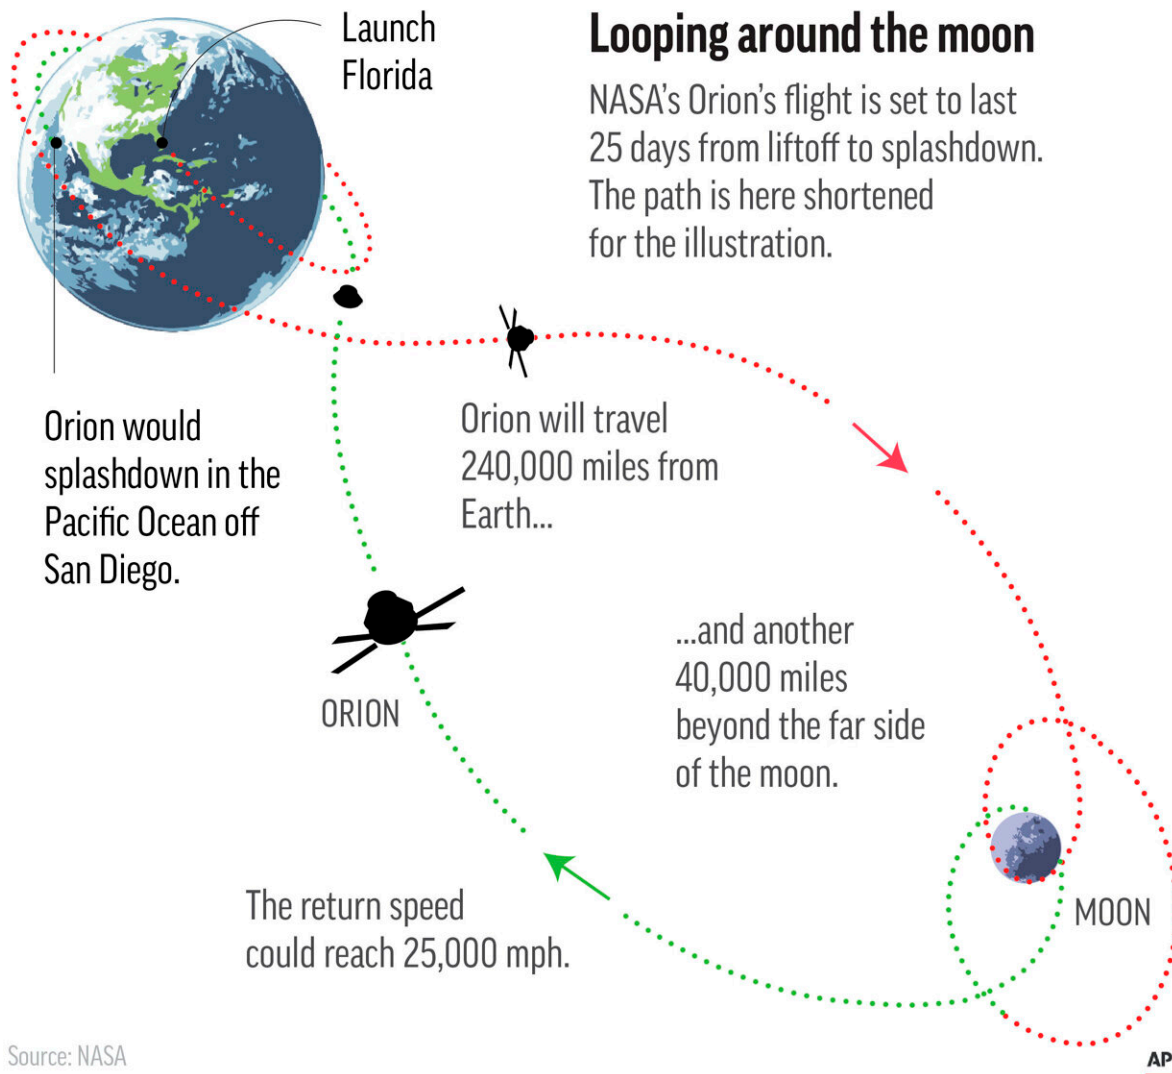 Looping around the moon
NASA's Orion's flight is set to last
25 days from liftoff to splashdown.
The path is here shortened
for the illustration.
Launch
Florida
Orion would
splashdown in the
Pacific Ocean off
San Diego.
Orion will travel
240,000 miles from
Earth...
...and another
40,000 miles
beyond the far side
of the moon.
ORION
MOON
The return speed
could reach 25,000 mph.
Source: NASA
AP